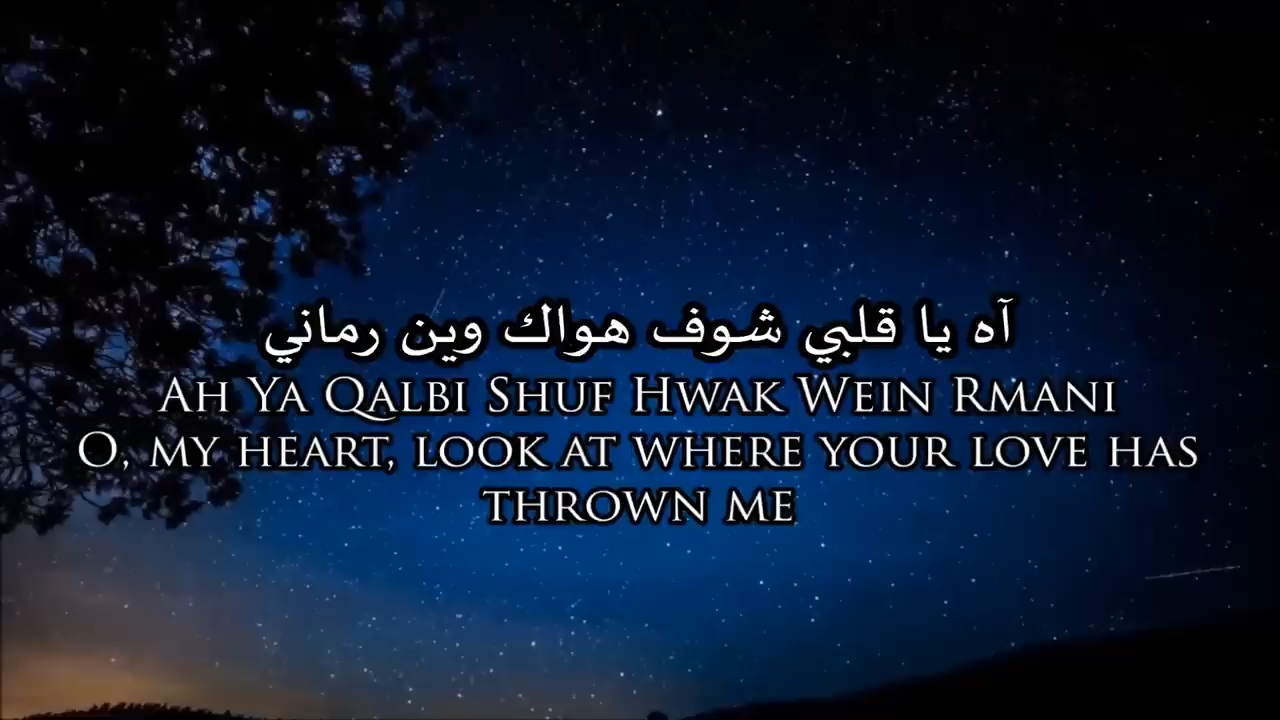 آه يا قلبي شوف هواك وين رماني
Ah Ya Qalbi Shuf Hwak Wein Rmani
O, my heart, look at where your love has
thrown me